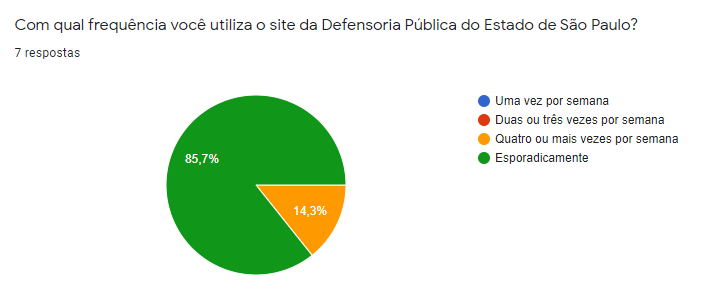 Com qual frequência você utiliza o site da Defensoria Pública do Estado de São Paulo?
7 respostas
Uma vez por semana
Duas ou três vezes por semana
Quatro ou mais vezes por semana
Esporadicamente
85,7%
14,3%